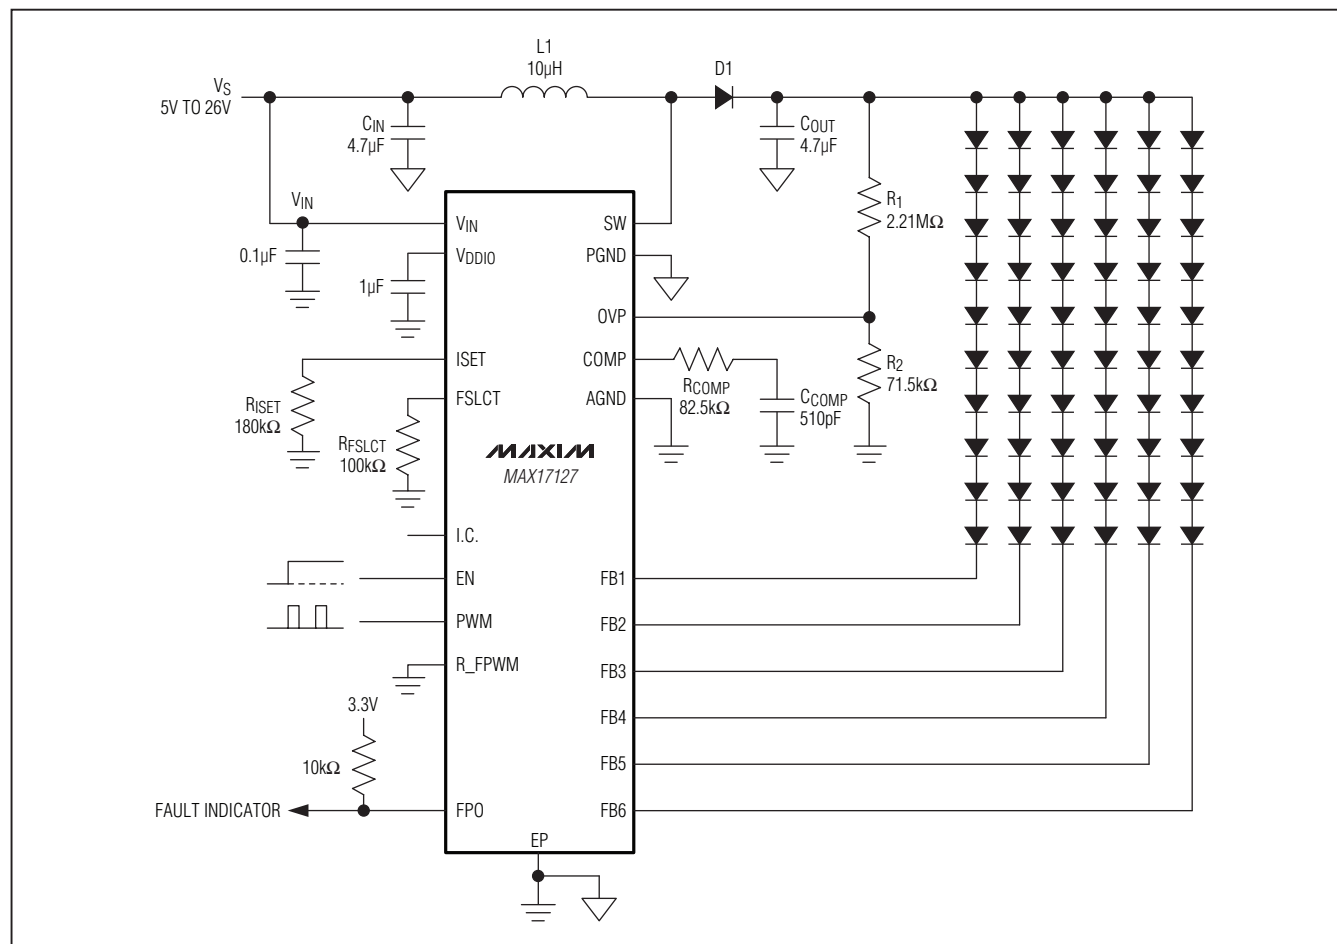 L1
10µH
D1
VS
5V TO 26V
CIN
4.7µF
COUT
4.7µF
R1
2.21MΩ
VIN
0.1µF
VIN
SW
VDDIO
PGND
1µF
OVP
ISET
COMP
RCOMP
82.5kΩ
R2
71.5kΩ
RISET
180kΩ
FSLCT
AGND
CCOMP
510pF
RFSLCT
100kΩ
MAXIM
MAX17127
I.C.
EN
FB1
PWM
FB2
R_FPWM
FB3
3.3V
FB4
10kΩ
FB5
FAULT INDICATOR
FPO
FB6
EP